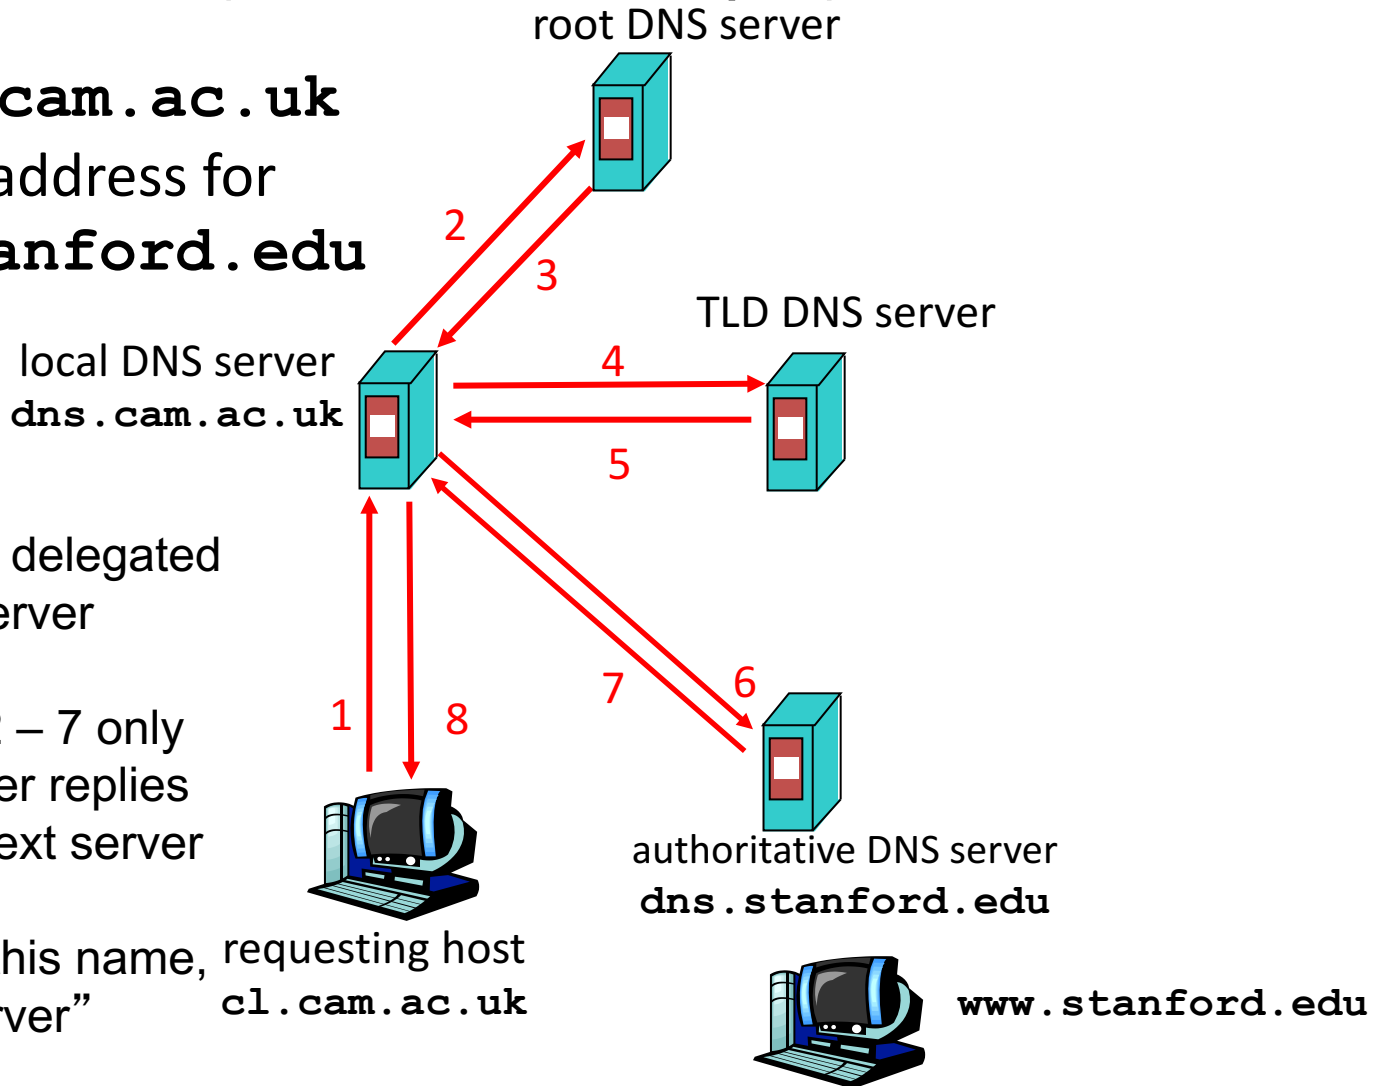 root DNS server
cam.ac.uk
address for
anford.edu
2
3
TLD DNS server
local DNS server
dns.cam.ac.uk
4
5
delegated
erver
1
8
7
6
– 7 only
er replies
ext server
authoritative DNS server
dns.stanford.edu
his name,
rver”
requesting host
cl.cam.ac.uk
www.stanford.edu